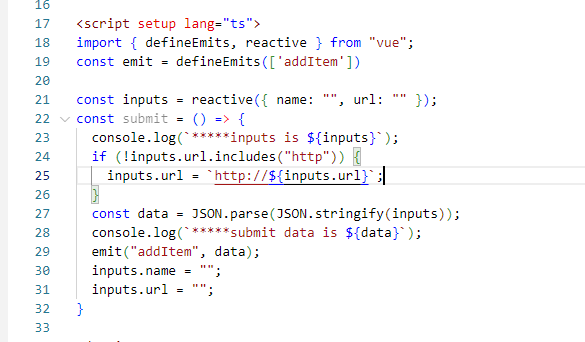 16
17 <script setup lang="ts">
18 import { defineEmits, reactive } from "vue";
19 const emit = defineEmits(['addItem'])
20
21 const inputs = reactive({ name: "", url: "" });
22 const submit = () => {
23 console.log(`*****inputs is ${inputs}`);
24 if (!inputs.url.includes("http")) {
25 inputs.url = `http://${inputs.url}`;
26 }
27 const data = JSON.parse(JSON.stringify(inputs));
28 console.log(`*****submit data is ${data}`);
29 emit("addItem", data);
30 inputs.name = "";
31 inputs.url = "";
32 }
33